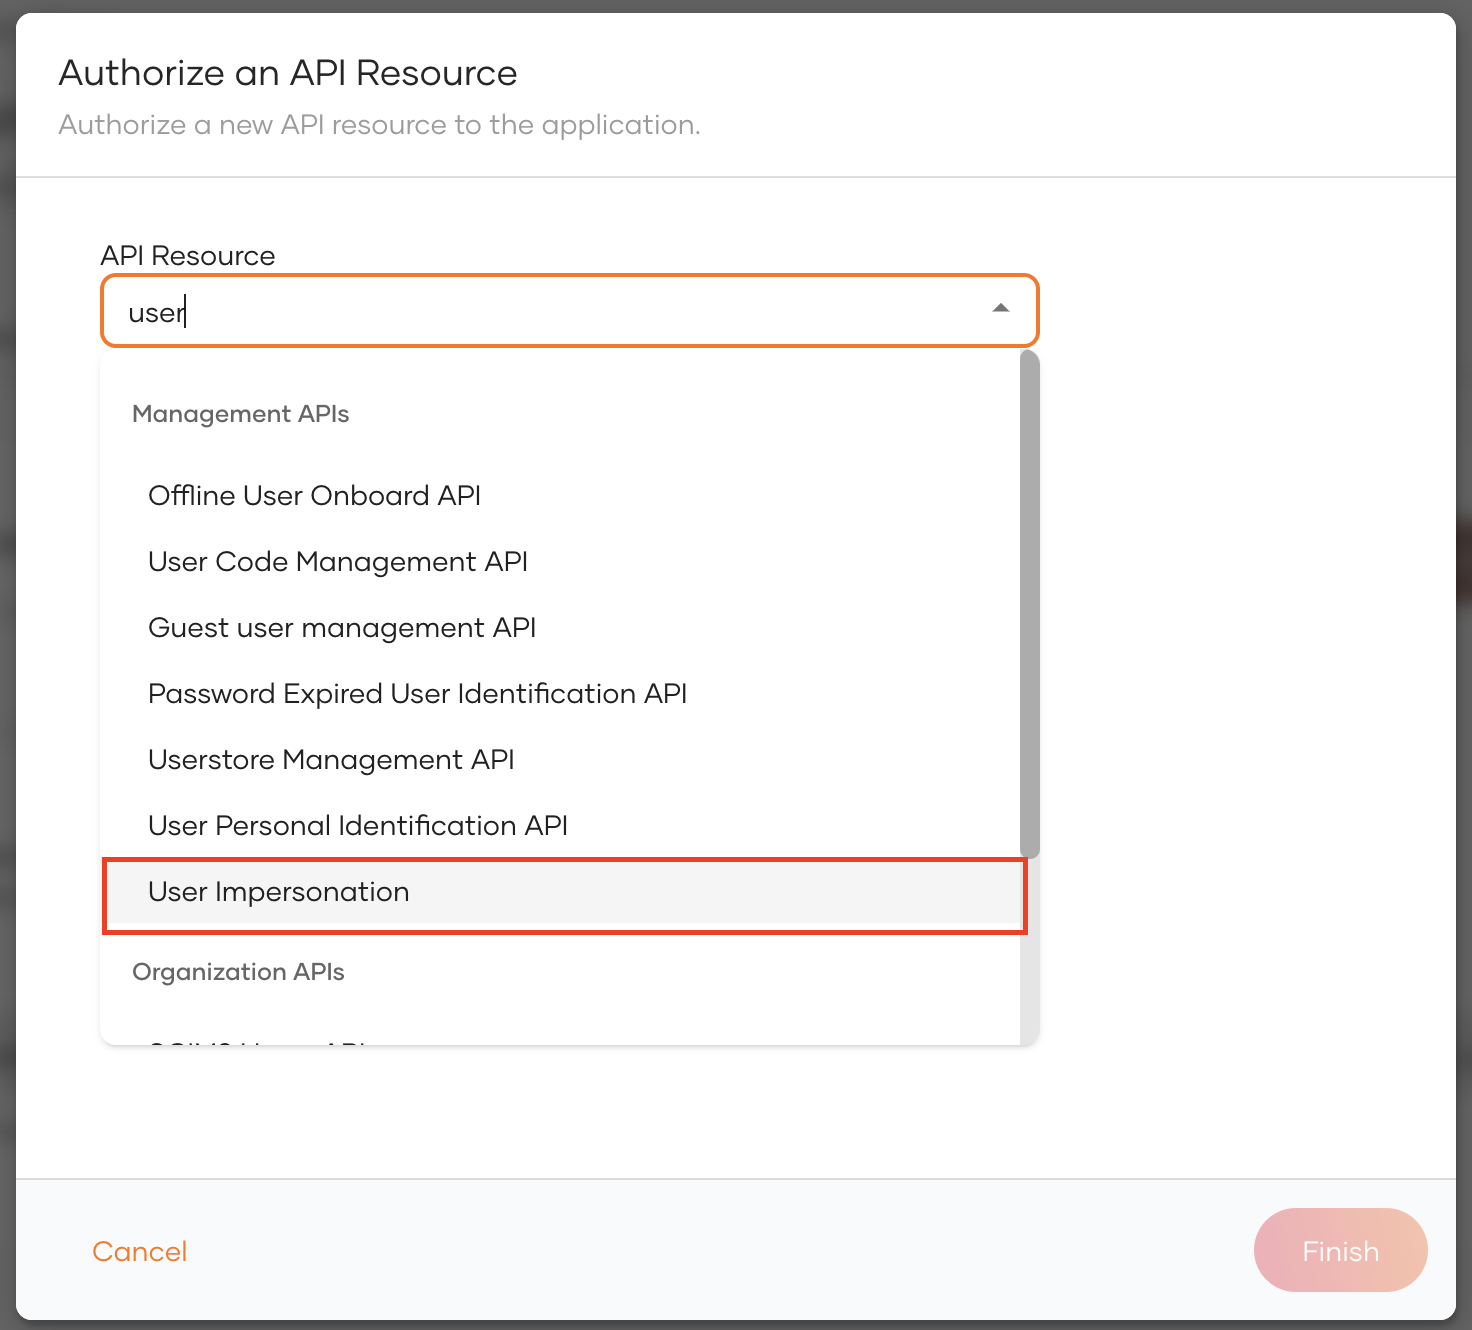 Authorize an API Resource
Authorize a new API resource to the application.
API Resource
user
Management APIs
Offline User Onboard API
User Code Management API
Guest user management API
Password Expired User Identification API
Userstore Management API
User Personal Identification API
User Impersonation
Organization APIs
Cancel
Finish